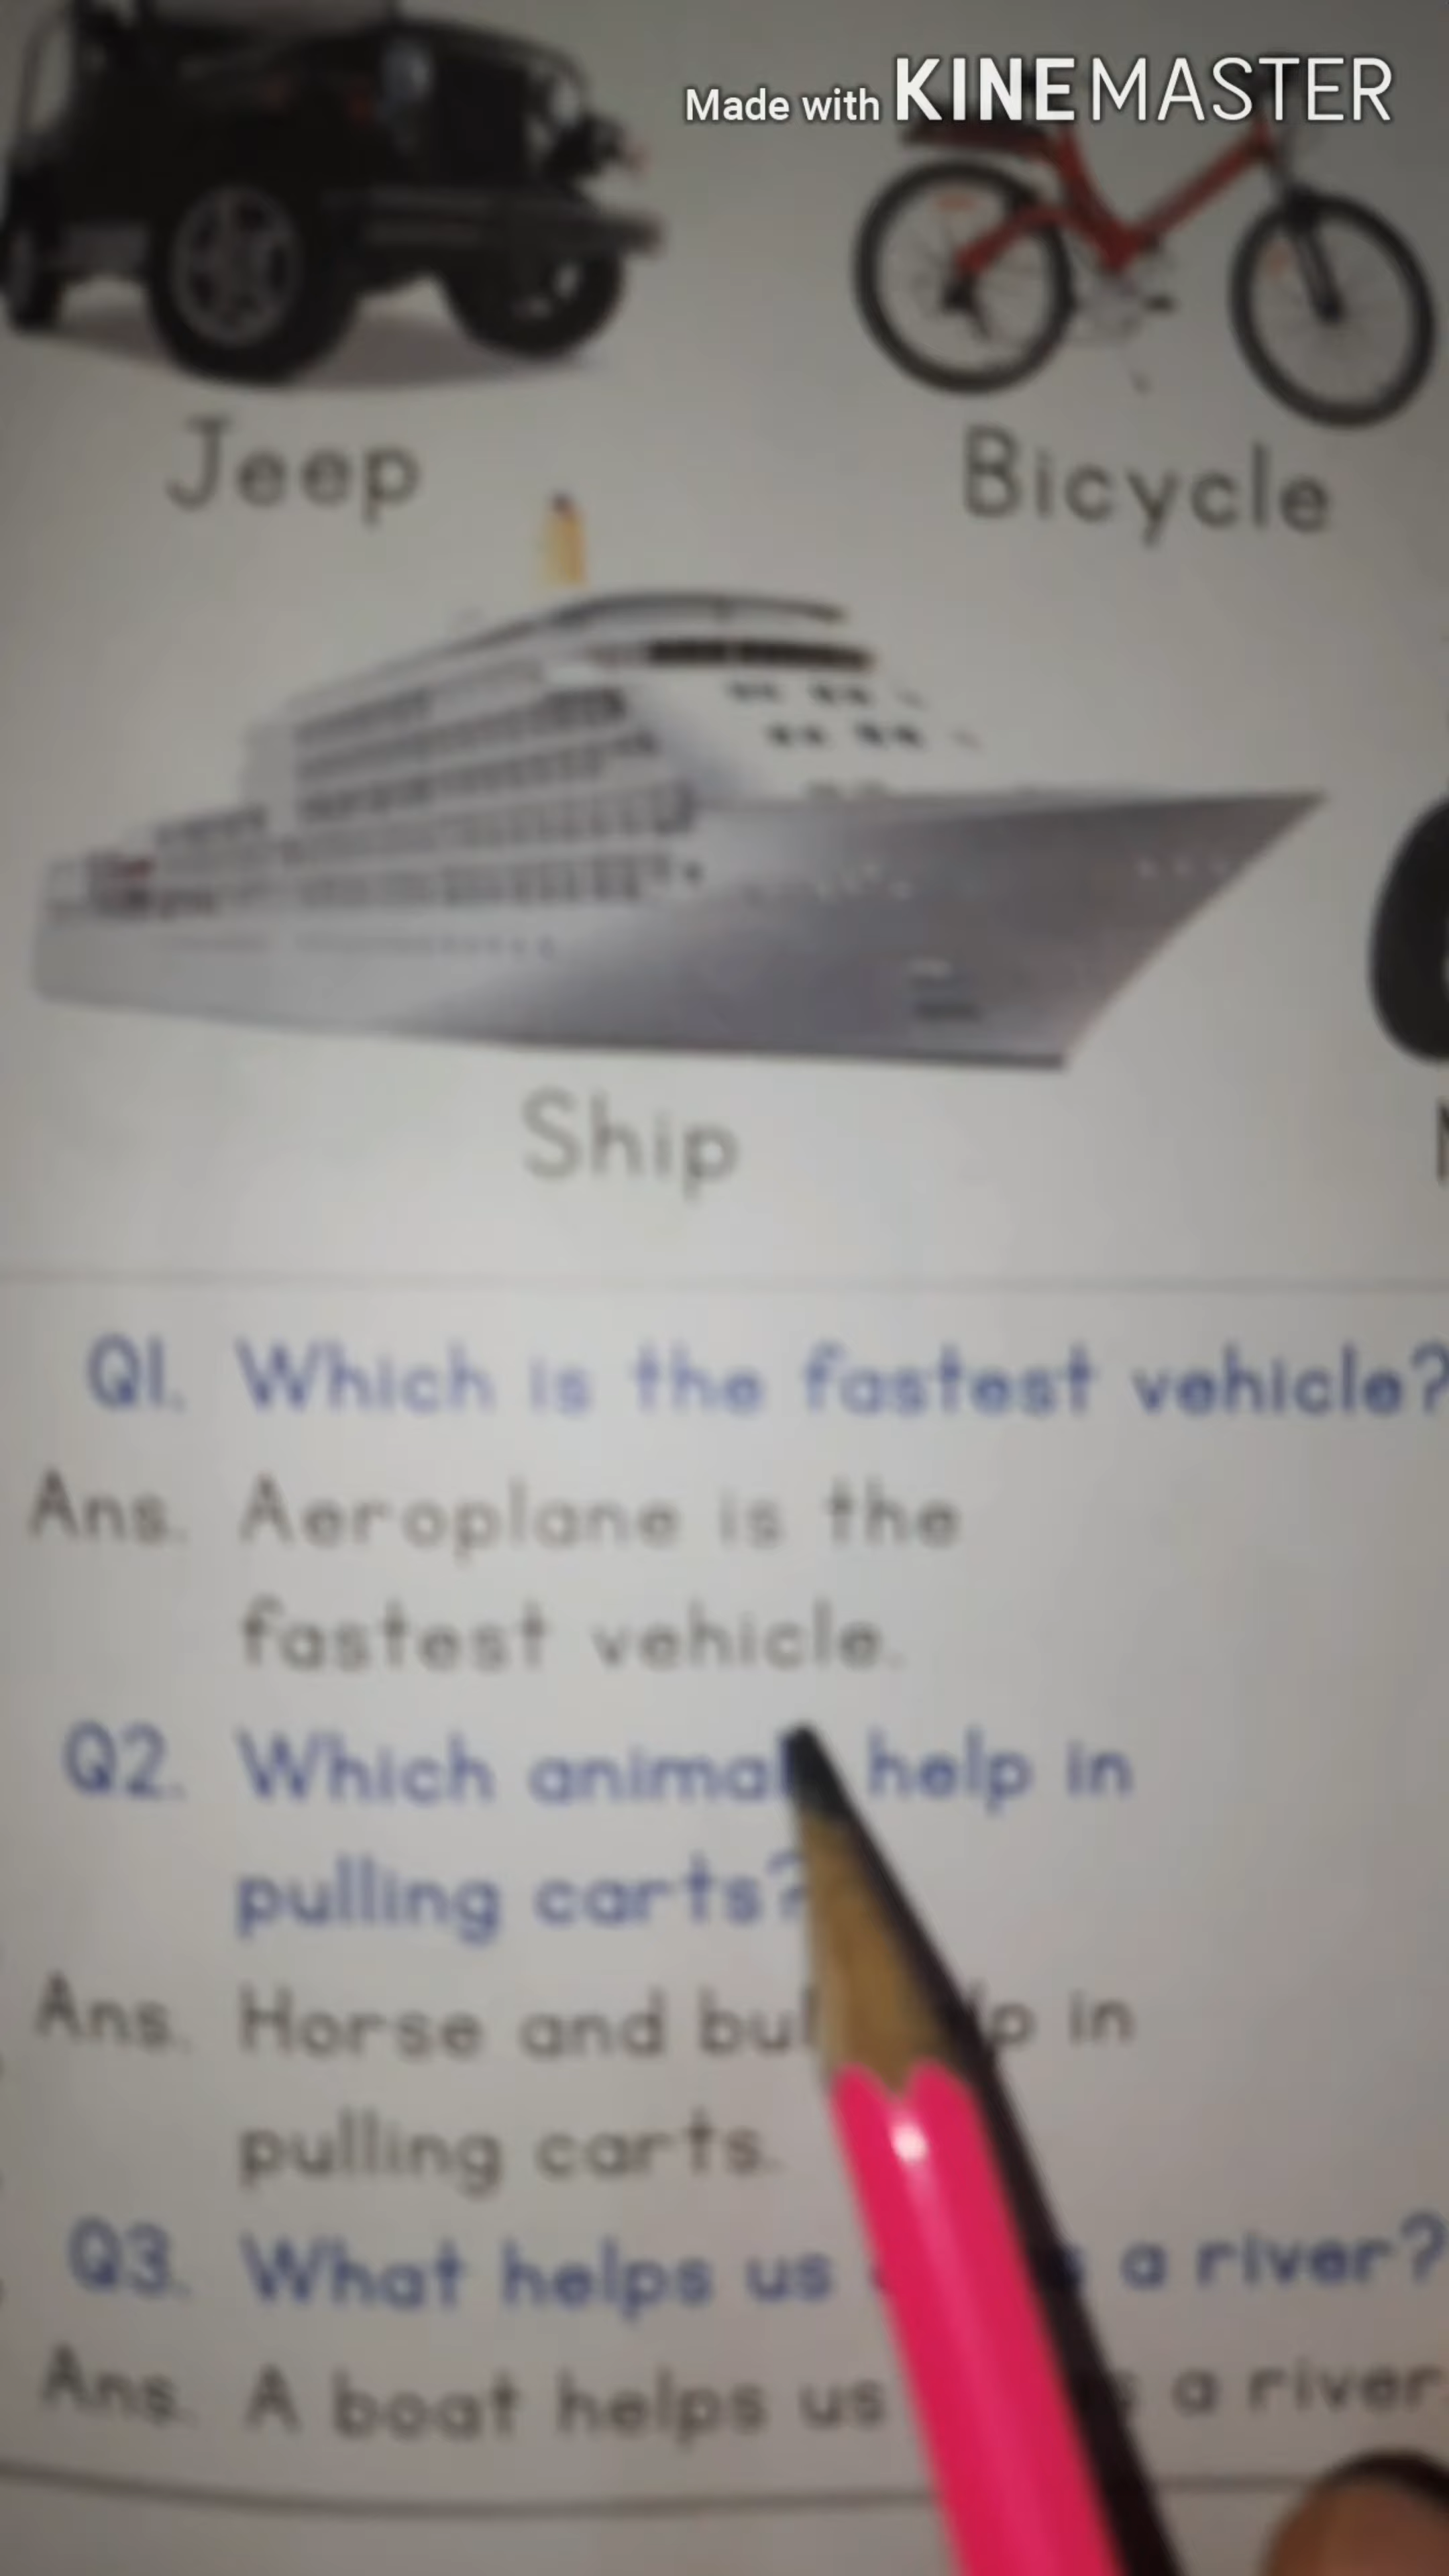 Made with KINEMASTER
Jeep
Bicycle
Ship
Q1. Which is the fastest vehicle?
Ans. Aeroplane is the
fastest vehicle.
Q2. Which animal help in
pulling carts?
Ans. Horse and in
pulling carts.
Q3. What helps us a river?
Ans. A boat helps us a river